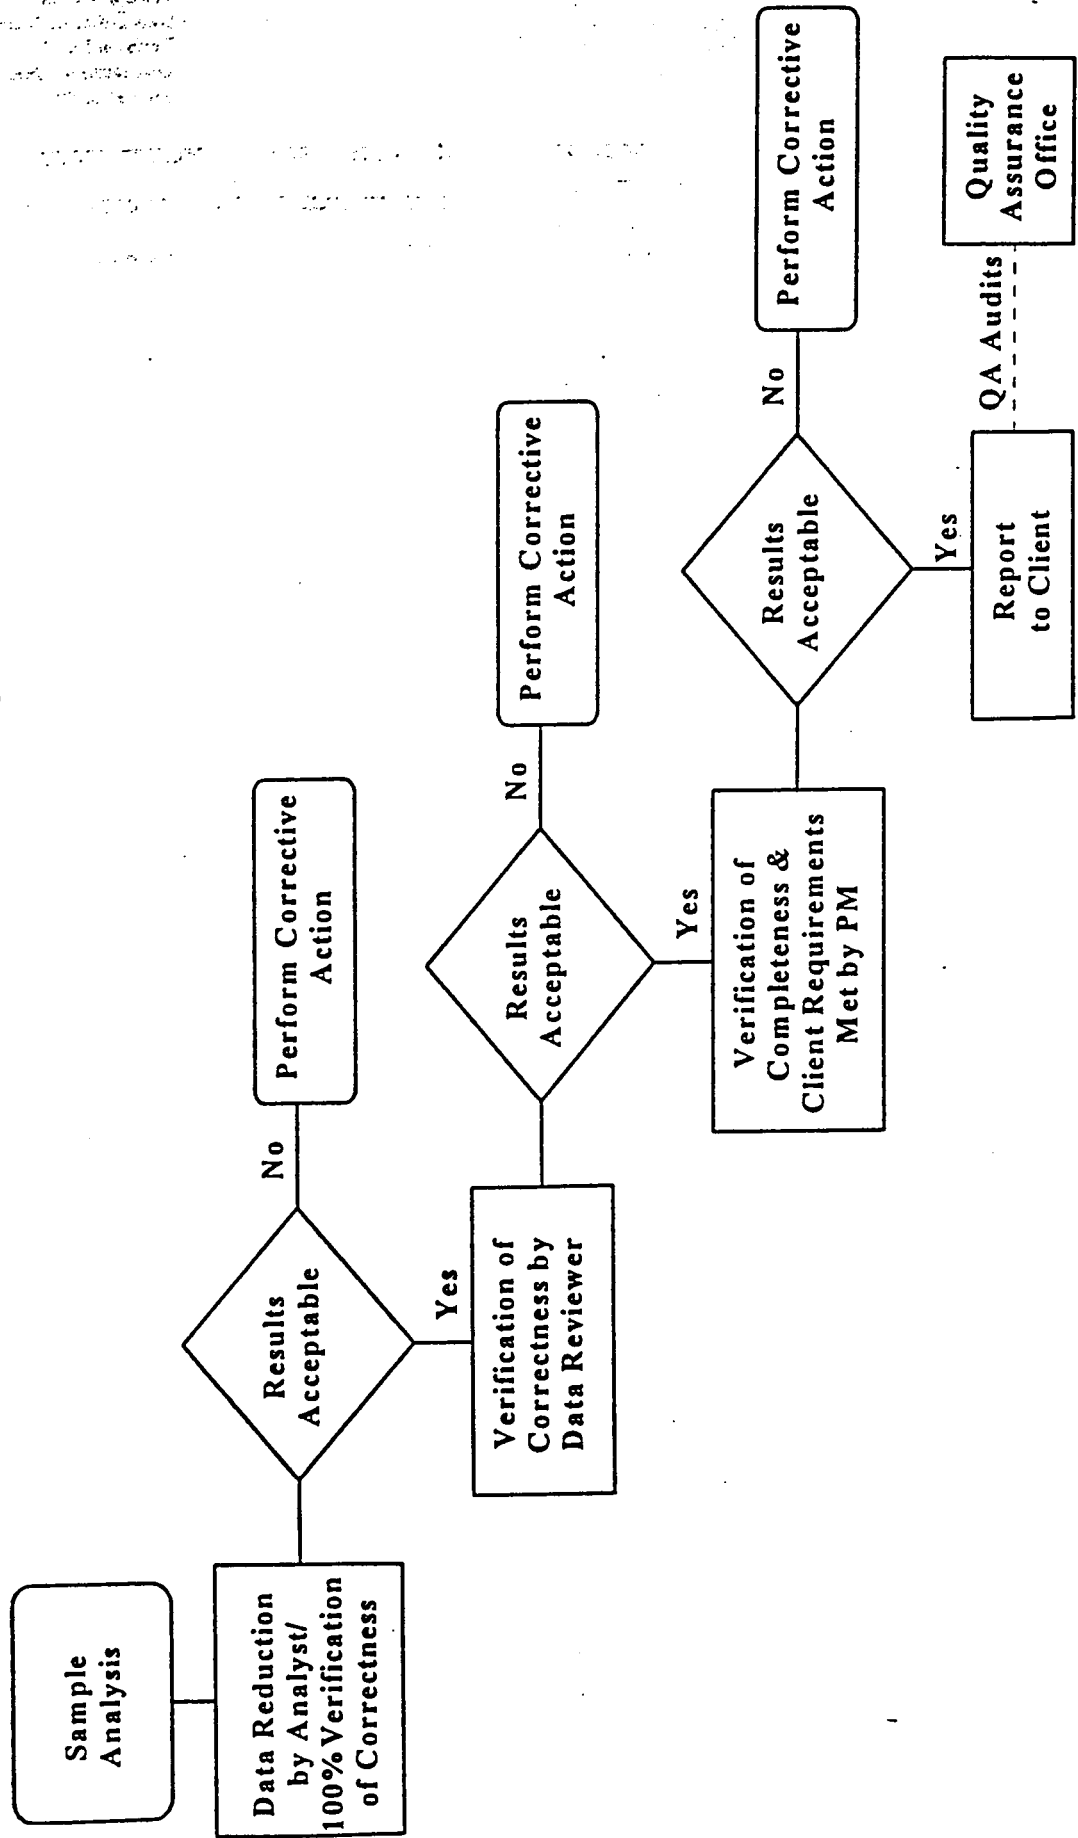 Sample
Analysis
Data Reduction
by Analyst/
100% Verification
of Correctness
Results
Acceptable
No
Perform Corrective
Action
Yes
Verification of
Correctness by
Data Reviewer
Results
Acceptable
No
Perform Corrective
Action
Yes
Verification of
Completeness &
Client Requirements
Met by PM
Results
Acceptable
No
Perform Corrective
Action
Yes
Report
to Client
QA Audits
Quality
Assurance
Office